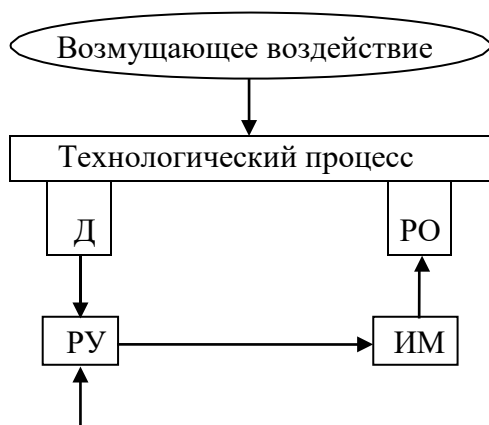 Возмущающее воздействие
Технологический процесс
Д
РО
РУ
ИМ